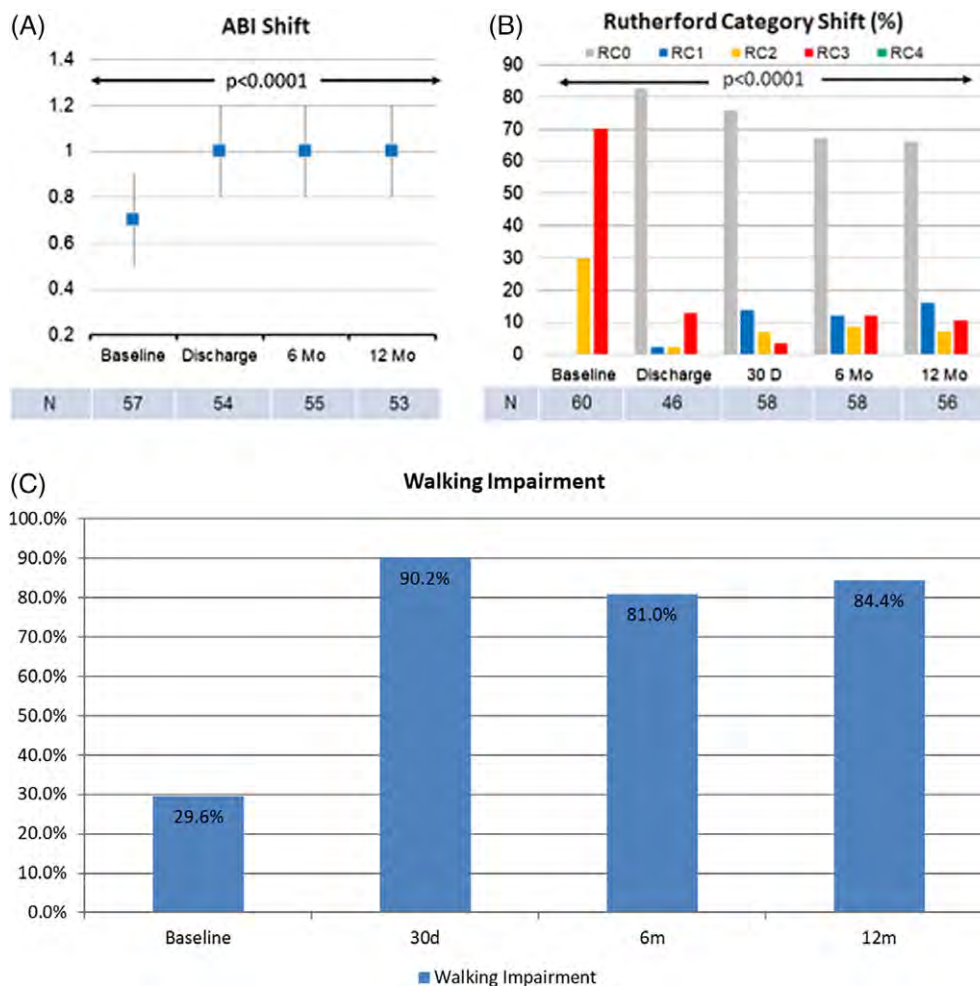 (A)
ABI Shift
1.4
p<0.0001
1.2
1
0.8
0.6
0.4
0.2
Baseline Discharge 6 Mo 12 Mo
N 57 54 55 53
(B)
Rutherford Category Shift (%)
RC0 RC1 RC2 RC3 RC4
90
p<0.0001
80
70
60
50
40
30
20
10
0
Baseline Discharge 30 D 6 Mo 12 Mo
N 60 46 58 58 56
(C)
Walking Impairment
100.0%
90.0%
80.0%
70.0%
60.0%
50.0%
40.0%
30.0%
20.0%
10.0%
0.0%
29.6% 90.2% 81.0% 84.4%
Baseline 30d 6m 12m
Walking Impairment